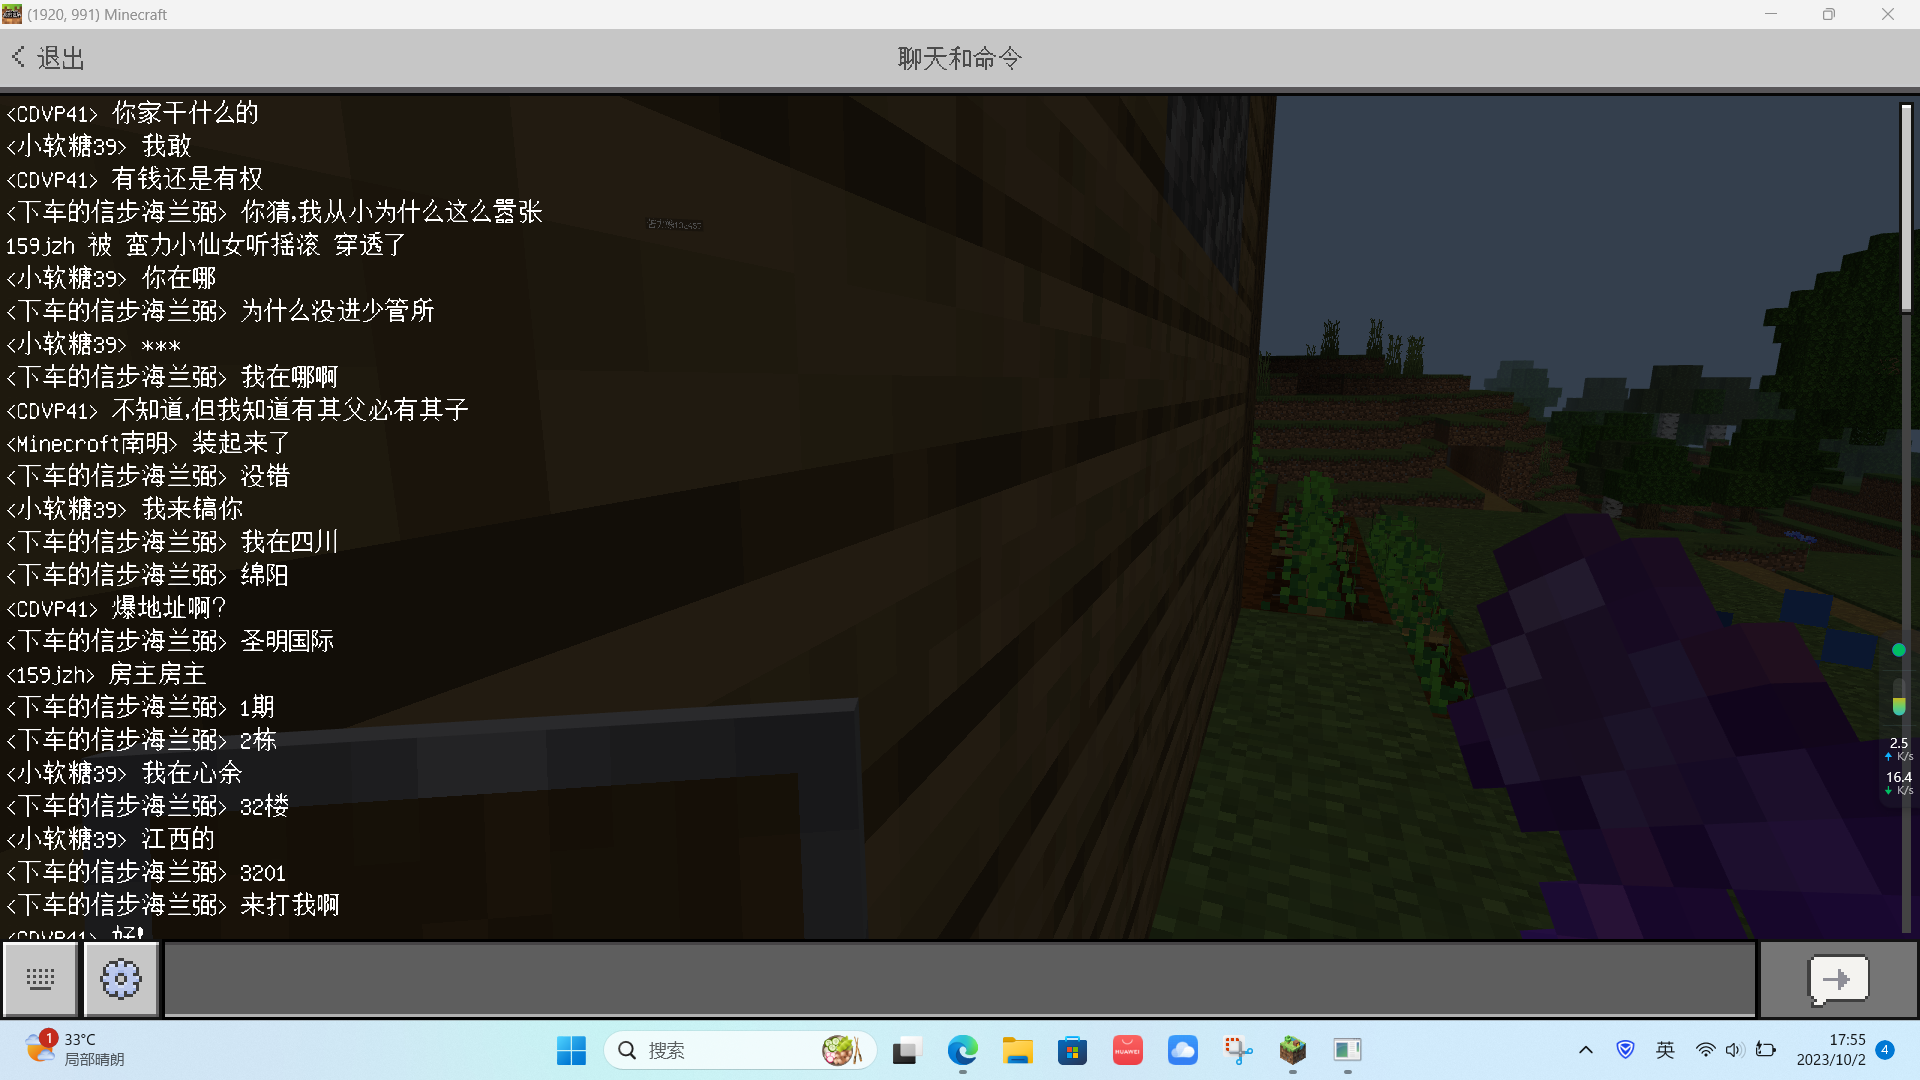 (1920, 991) Minecraft
退出
聊天和命令
<CDVP41> 你家干什么的
<小软糖39> 我敢
<CDVP41> 有钱还是有权
<下车的信步海兰弼> 你猜,我从小为什么这么嚣张
159jzh 被 蛮力小仙女听摇滚 穿透了
<小软糖39> 你在哪
<下车的信步海兰弼> 为什么没进少管所
<小软糖39> ***
<下车的信步海兰弼> 我在哪啊
<CDVP41> 不知道,但我知道有其父必有其子
<Minecroft南明> 装起来了
<下车的信步海兰弼> 没错
<小软糖39> 我来镐你
<下车的信步海兰弼> 我在四川
<下车的信步海兰弼> 绵阳
<CDVP41> 爆地址啊?
<下车的信步海兰弼> 圣明国际
<159jzh> 房主房主
<下车的信步海兰弼> 1期
<下车的信步海兰弼> 2栋
<小软糖39> 我在心余
<下车的信步海兰弼> 32楼
<小软糖39> 江西的
<下车的信步海兰弼> 3201
<下车的信步海兰弼> 来打我啊
<CDVP41> 好!
2.5
K/s
16.4
K/s
1
33°C
局部晴朗
搜索
HUAWEI
英
17:55
2023/10/2
4